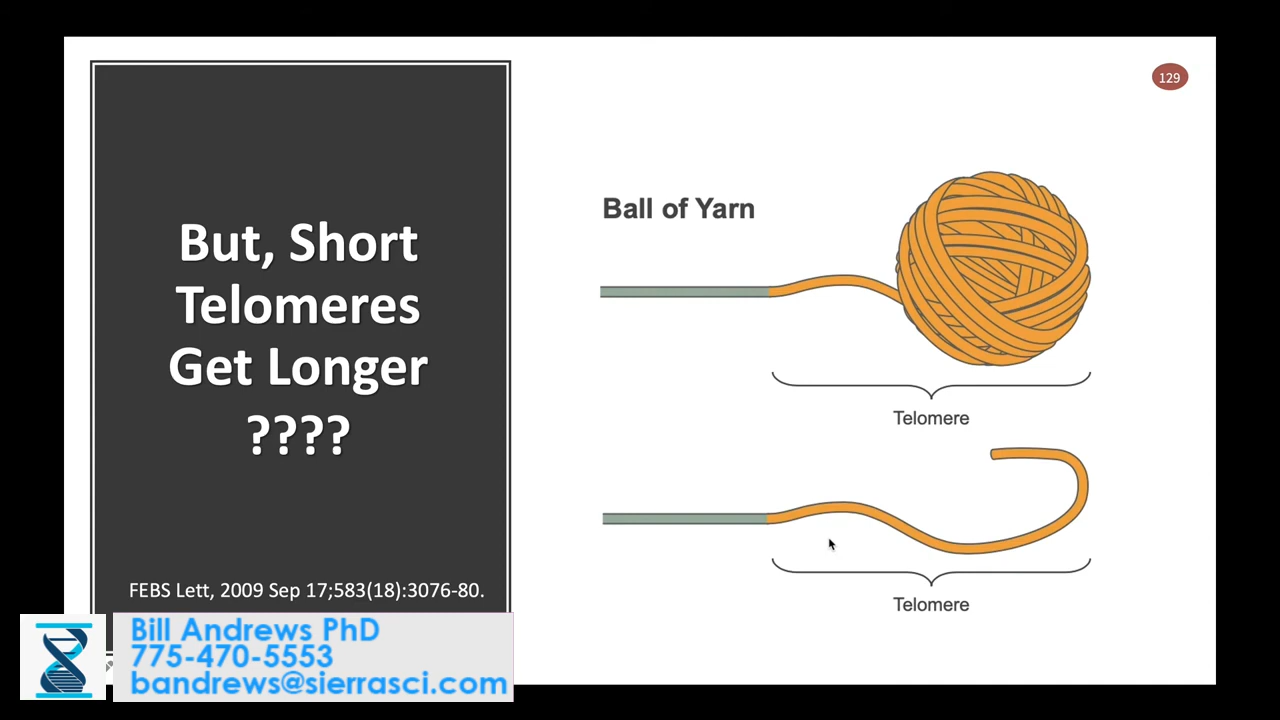 129
But, Short
Telomeres
Get Longer
????
FEBS Lett, 2009 Sep 17;583(18):3076-80.
Ball of Yarn
Telomere
Telomere
Bill Andrews PhD
775-470-5553
bandrews@sierrasci.com